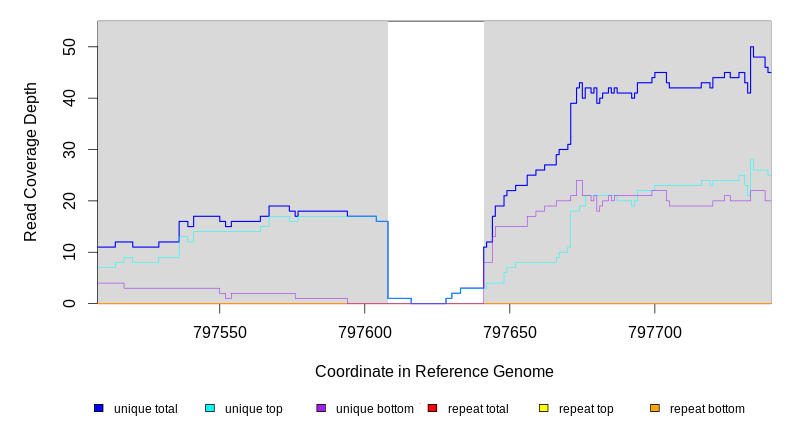 Read Coverage Depth
50
40
30
20
10
0
797550 797600 797650 797700
Coordinate in Reference Genome
unique total unique top unique bottom repeat total repeat top repeat bottom